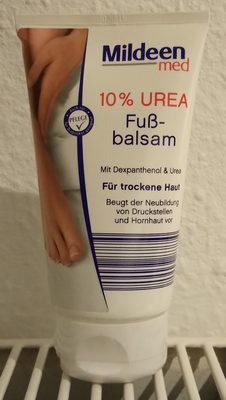 Mildeen
med
10% UREA
Fuß-
balsam
PFLEGE
Mit Dexpanthenol & Urea
Für trockene Haut
Beugt der Neubildung
von Druckstellen
und Hornhaut vor